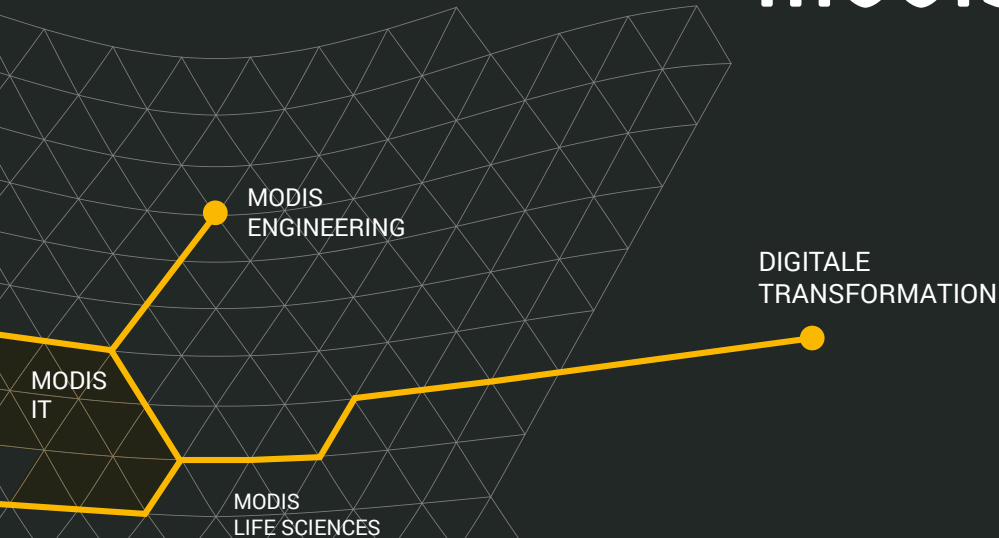 MODIS
ENGINEERING
DIGITALE
TRANSFORMATION
MODIS
IT
MODIS
LIFE SCIENCES